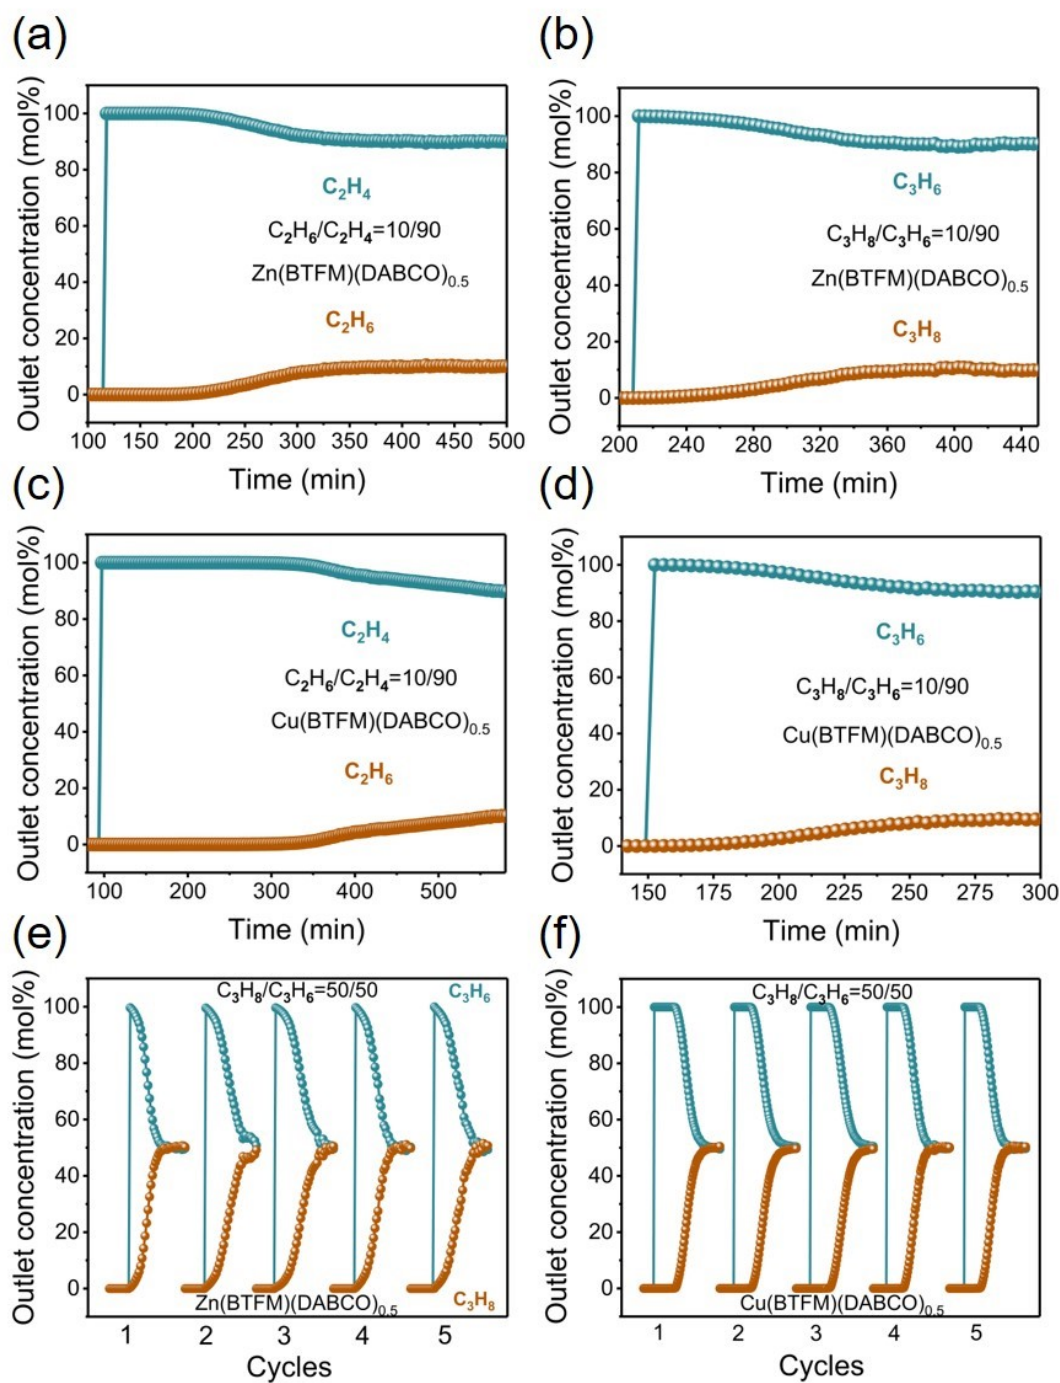 (a)
Outlet concentration (mol%)
100
80
60
40
20
0
C₂H₄
C₂H₆/C₂H₄=10/90
Zn(BTFM)(DABCO)₀.₅
C₂H₆
100 150 200 250 300 350 400 450 500
Time (min)
(b)
Outlet concentration (mol%)
100
80
60
40
20
0
C₃H₆
C₃H₈/C₃H₆=10/90
Zn(BTFM)(DABCO)₀.₅
C₃H₈
200 240 280 320 360 400 440
Time (min)
(c)
Outlet concentration (mol%)
100
80
60
40
20
0
C₂H₄
C₂H₆/C₂H₄=10/90
Cu(BTFM)(DABCO)₀.₅
C₂H₆
100 200 300 400 500
Time (min)
(d)
Outlet concentration (mol%)
100
80
60
40
20
0
C₃H₆
C₃H₈/C₃H₆=10/90
Cu(BTFM)(DABCO)₀.₅
C₃H₈
150 175 200 225 250 275 300
Time (min)
(e)
Outlet concentration (mol%)
100
80
60
40
20
0
C₃H₈/C₃H₆=50/50
C₃H₆
Zn(BTFM)(DABCO)₀.₅
C₃H₈
1 2 3 4 5
Cycles
(f)
Outlet concentration (mol%)
100
80
60
40
20
0
C₃H₈/C₃H₆=50/50
Cu(BTFM)(DABCO)₀.₅
1 2 3 4 5
Cycles